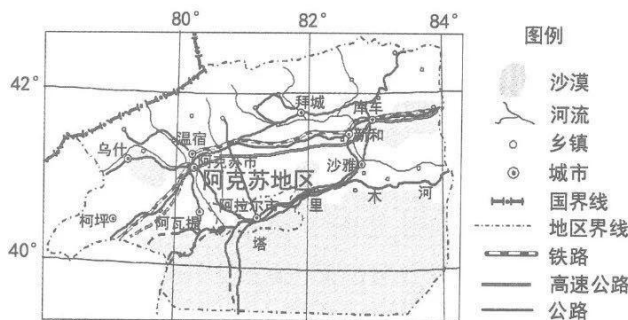 80° 82° 84°
42°
40°
拜城
库车
新和
温宿
乌什
阿克苏市
沙雅
阿克苏地区
阿拉尔市
柯坪
阿瓦提
塔
里
木
河
图例
沙漠
河流
乡镇
城市
国界线
地区界线
铁路
高速公路
公路